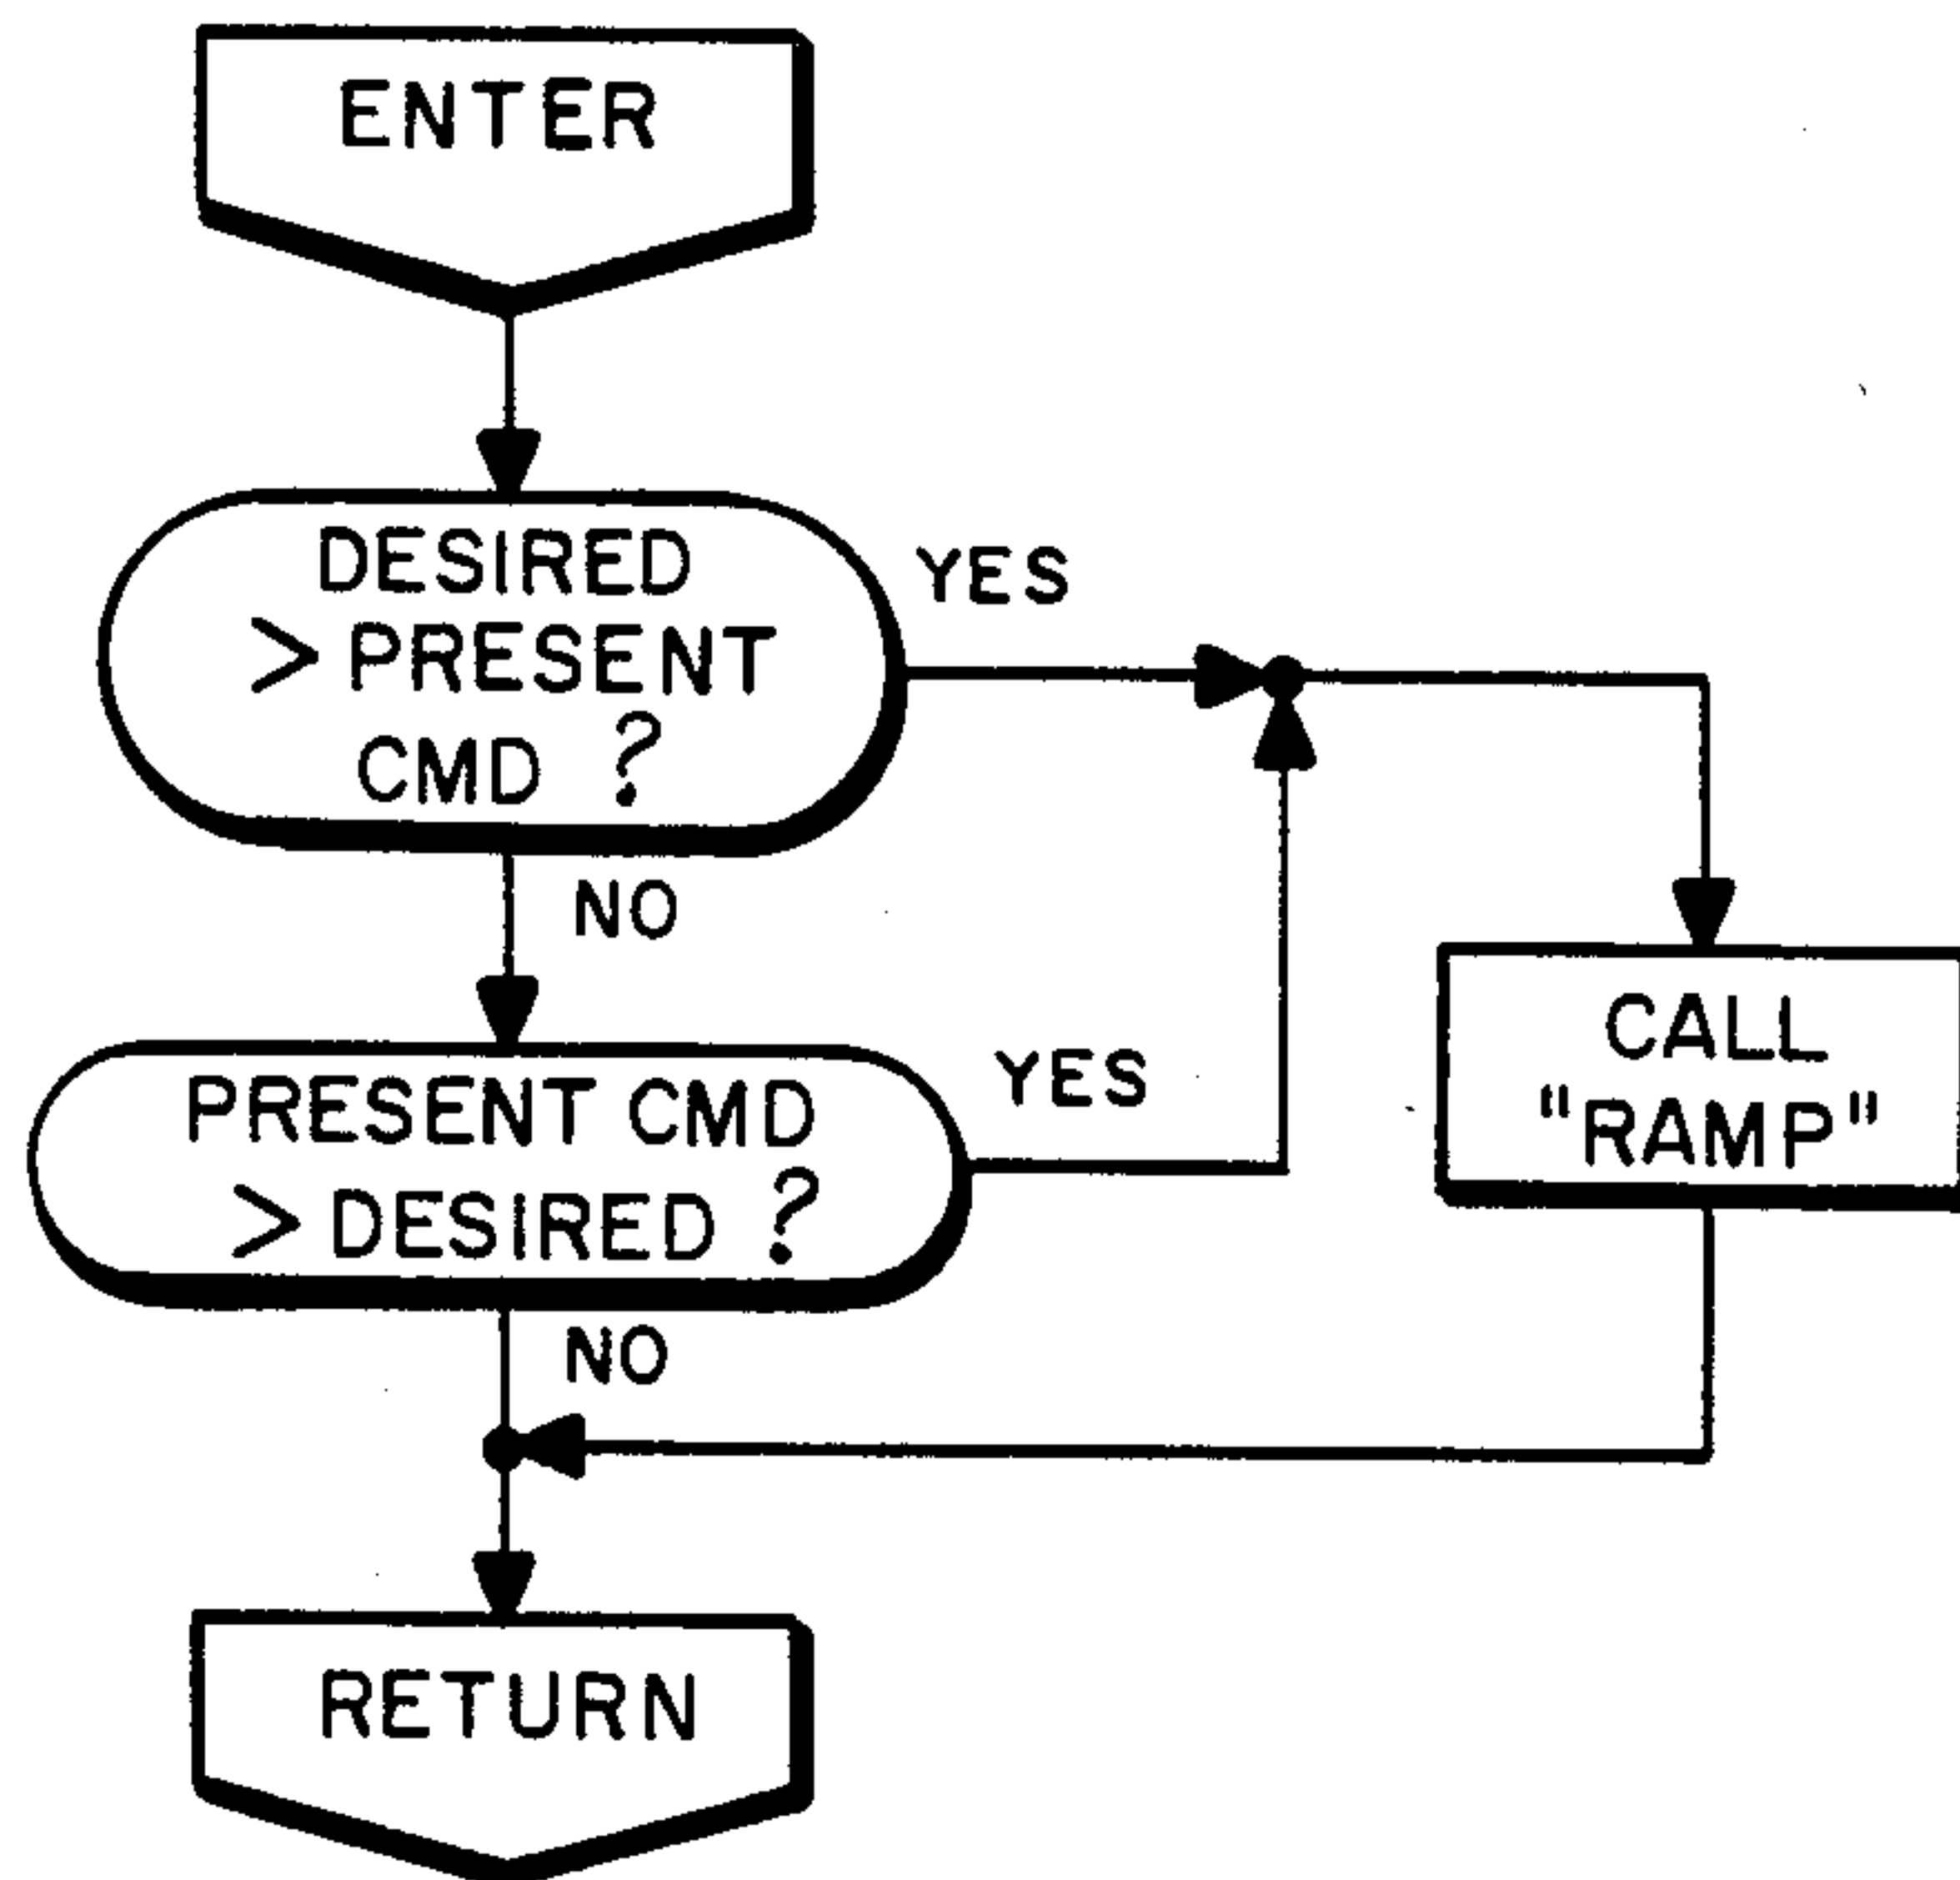 ENTER
DESIRED
> PRESENT
CMD ?
YES
NO
PRESENT CMD
> DESIRED ?
YES
NO
CALL
"RAMP"
RETURN